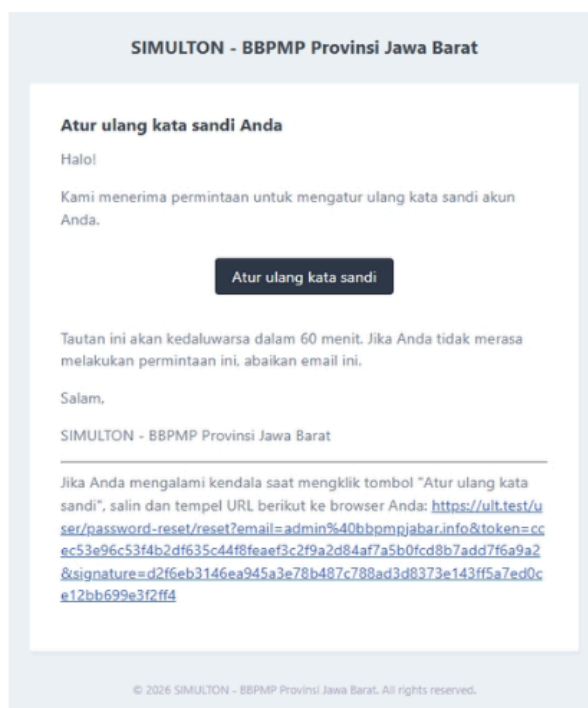 SIMULTON - BBPMP Provinsi Jawa Barat
Atur ulang kata sandi Anda
Halo!
Kami menerima permintaan untuk mengatur ulang kata sandi akun
Anda.
Atur ulang kata sandi
Tautan ini akan kedaluwarsa dalam 60 menit. Jika Anda tidak merasa
melakukan permintaan ini, abaikan email ini.
Salam,
SIMULTON - BBPMP Provinsi Jawa Barat
Jika Anda mengalami kendala saat mengklik tombol "Atur ulang kata
sandi", salin dan tempel URL berikut ke browser Anda: https://ult.test/u
ser/password-reset/reset?email=admin%40bbpmpjabar.info&token=cc
ec53e96c53f4b2df635c44f8feaef3c2f9a2d84af7a5b0fcd8b7add7f6a9a2
&signature=d2f6eb3146ea945a3e78b487c788ad3d8373e143ff5a7ed0c
e12bb699e3f2ff4
© 2026 SIMULTON - BBPMP Provinsi Jawa Barat. All rights reserved.